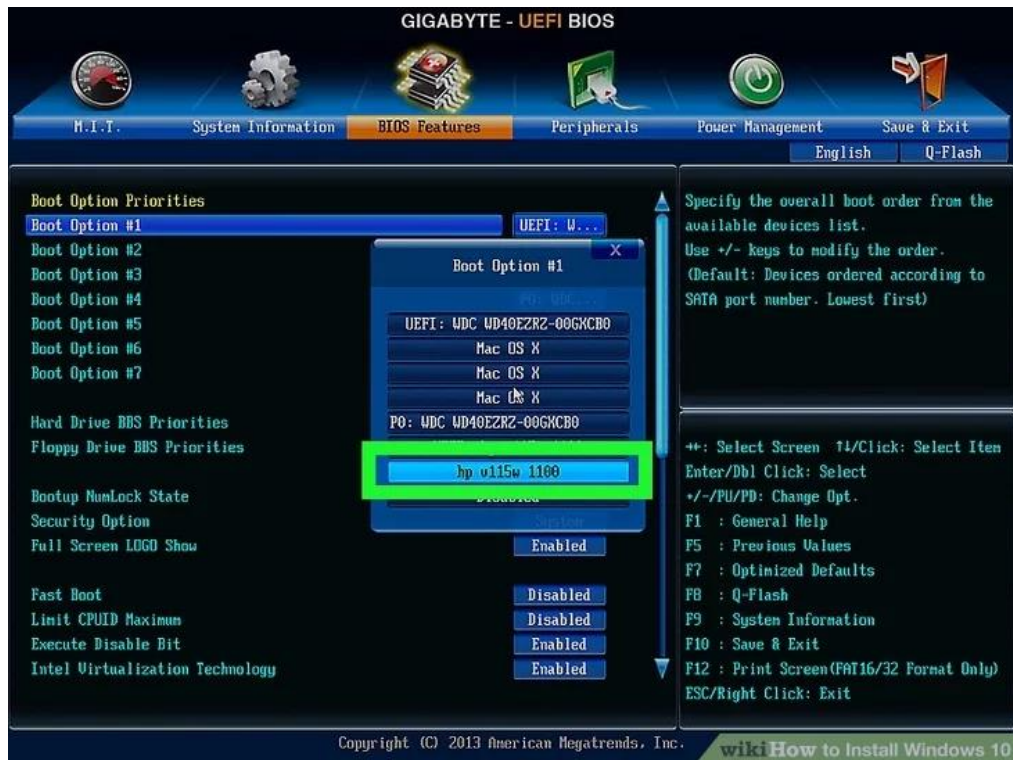 GIGABYTE - UEFI BIOS
M.I.T.
System Information
BIOS Features
Peripherals
Power Management
Save & Exit
English
Q-Flash
Boot Option Priorities
Boot Option #1
UEFI: W...
Boot Option #2
Boot Option #3
Boot Option #4
Boot Option #5
Boot Option #6
Boot Option #7
Hard Drive BBS Priorities
Floppy Drive BBS Priorities
Bootup NumLock State
Disabled
Security Option
System
Full Screen LOGO Show
Enabled
Fast Boot
Disabled
Limit CPUID Maximum
Disabled
Execute Disable Bit
Enabled
Intel Virtualization Technology
Enabled
X
Boot Option #1
UEFI: WDC WD40EZRZ-00GXCB0
Mac OS X
Mac OS X
Mac OS X
P0: WDC WD40EZRZ-00GXCB0
hp v115w 1100
Specify the overall boot order from the
available devices list.
Use +/- keys to modify the order.
(Default: Devices ordered according to
SATA port number. Lowest first)
↔: Select Screen ↑↓/Click: Select Item
Enter/Dbl Click: Select
+/-/PU/PD: Change Opt.
F1 : General Help
F5 : Previous Values
F7 : Optimized Defaults
F8 : Q-Flash
F9 : System Information
F10 : Save & Exit
F12 : Print Screen(FAT16/32 Format Only)
ESC/Right Click: Exit
Copyright (C) 2013 American Megatrends, Inc.
wikiHow to Install Windows 10